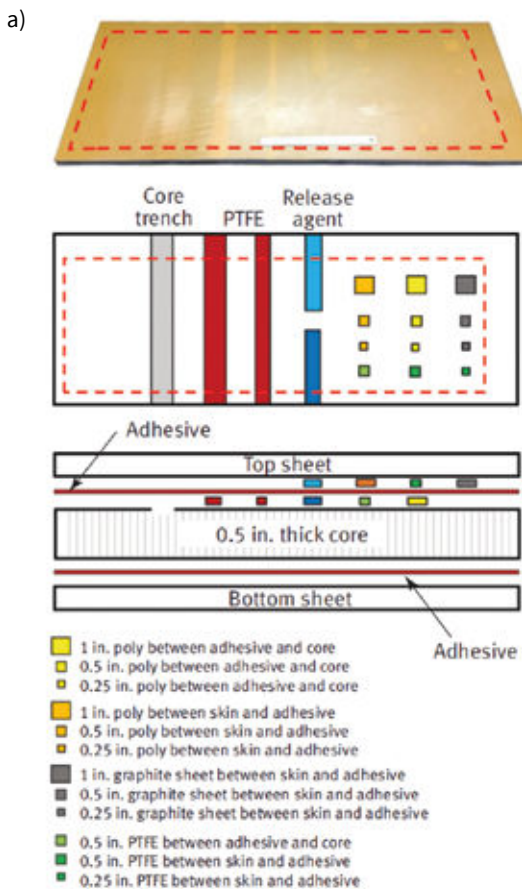 a)
Core trench
PTFE
Release agent
Adhesive
Top sheet
0.5 in. thick core
Bottom sheet
Adhesive
1 in. poly between adhesive and core
0.5 in. poly between adhesive and core
0.25 in. poly between adhesive and core
1 in. poly between skin and adhesive
0.5 in. poly between skin and adhesive
0.25 in. poly between skin and adhesive
1 in. graphite sheet between skin and adhesive
0.5 in. graphite sheet between skin and adhesive
0.25 in. graphite sheet between skin and adhesive
0.5 in. PTFE between adhesive and core
0.5 in. PTFE between skin and adhesive
0.25 in. PTFE between skin and adhesive